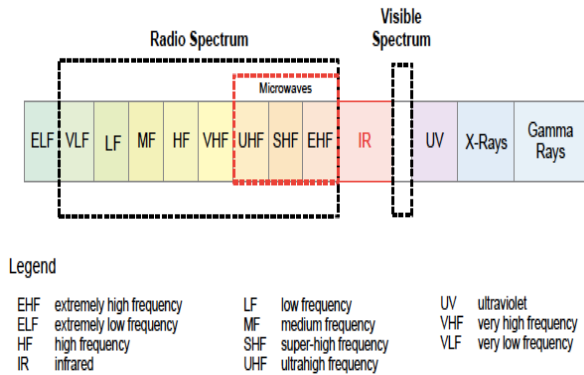 Radio Spectrum
Visible
Spectrum
Microwaves
ELF VLF LF MF HF VHF UHF SHF EHF IR UV X-Rays Gamma
Rays
Legend
EHF extremely high frequency
ELF extremely low frequency
HF high frequency
IR infrared
LF low frequency
MF medium frequency
SHF super-high frequency
UHF ultrahigh frequency
UV ultraviolet
VHF very high frequency
VLF very low frequency